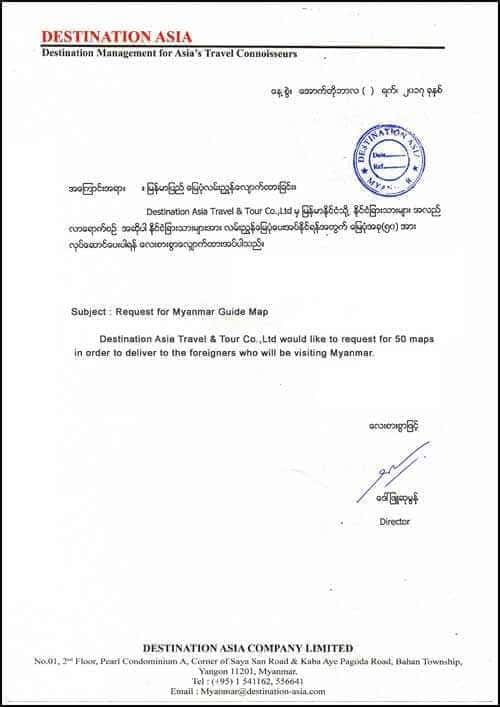 DESTINATION ASIA
Destination Management for Asia's Travel Connoisseurs
နေ့စွဲ၊ အောက်တိုဘာလ ( ) ရက်၊ ၂၀၁၇ ခုနှစ်
DESTINATION ASIA
Date
Ref
MYANMAR
အကြောင်းအရာ ။ ။ မြန်မာပြည် မြေပုံလမ်းညွှန်လျှောက်ထားခြင်း။
Destination Asia Travel & Tour Co.,Ltd မှ မြန်မာနိုင်ငံသို့ နိုင်ငံခြားသားများ အလည်
လာရောက်စဉ် အဆိုပါ နိုင်ငံခြားသားများအား လမ်းညွှန်မြေပုံပေးအပ်နိုင်ရန်အတွက် မြေပုံအခု(၅၀) အား
လုပ်ဆောင်ပေးပါရန် လေးစားစွာလျှောက်ထားအပ်ပါသည်။
Subject : Request for Myanmar Guide Map
Destination Asia Travel & Tour Co.,Ltd would like to request for 50 maps
in order to deliver to the foreigners who will be visiting Myanmar.
လေးစားစွာဖြင့်
ဒေါ်ဖြူဆုမွန်
Director
DESTINATION ASIA COMPANY LIMITED
No.01, 2nd Floor, Pearl Condominium A, Corner of Saya San Road & Kaba Aye Pagoda Road, Bahan Township,
Yangon 11201, Myanmar.
Tel : (+95) 1 541162, 556641
Email : Myanmar@destination-asia.com